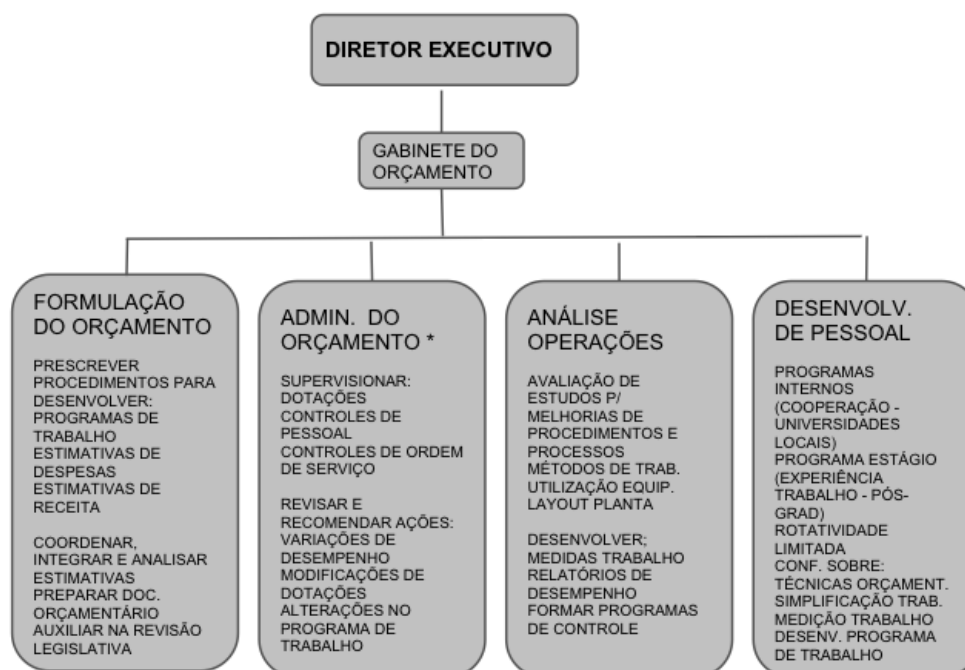 DIRETOR EXECUTIVO
GABINETE DO
ORÇAMENTO
FORMULAÇÃO
DO ORÇAMENTO
PRESCREVER
PROCEDIMENTOS PARA
DESENVOLVER:
PROGRAMAS DE
TRABALHO
ESTIMATIVAS DE
DESPESAS
ESTIMATIVAS DE
RECEITA
COORDENAR,
INTEGRAR E ANALISAR
ESTIMATIVAS
PREPARAR DOC.
ORÇAMENTÁRIO
AUXILIAR NA REVISÃO
LEGISLATIVA
ADMIN. DO
ORÇAMENTO *
SUPERVISIONAR:
DOTAÇÕES
CONTROLES DE
PESSOAL
CONTROLES DE ORDEM
DE SERVIÇO
REVISAR E
RECOMENDAR AÇÕES:
VARIAÇÕES DE
DESEMPENHO
MODIFICAÇÕES DE
DOTAÇÕES
ALTERAÇÕES NO
PROGRAMA DE
TRABALHO
ANÁLISE
OPERAÇÕES
AVALIAÇÃO DE
ESTUDOS P/
MELHORIAS DE
PROCEDIMENTOS E
PROCESSOS
MÉTODOS DE TRAB.
UTILIZAÇÃO EQUIP.
LAYOUT PLANTA
DESENVOLVER;
MEDIDAS TRABALHO
RELATÓRIOS DE
DESEMPENHO
FORMAR PROGRAMAS
DE CONTROLE
DESENVOLV.
DE PESSOAL
PROGRAMAS
INTERNOS
(COOPERAÇÃO -
UNIVERSIDADES
LOCAIS)
PROGRAMA ESTÁGIO
(EXPERIÊNCIA
TRABALHO - PÓS-
GRAD)
ROTATIVIDADE
LIMITADA
CONF. SOBRE:
TÉCNICAS ORÇAMENT.
SIMPLIFICAÇÃO TRAB.
MEDIÇÃO TRABALHO
DESENV. PROGRAMA
DE TRABALHO